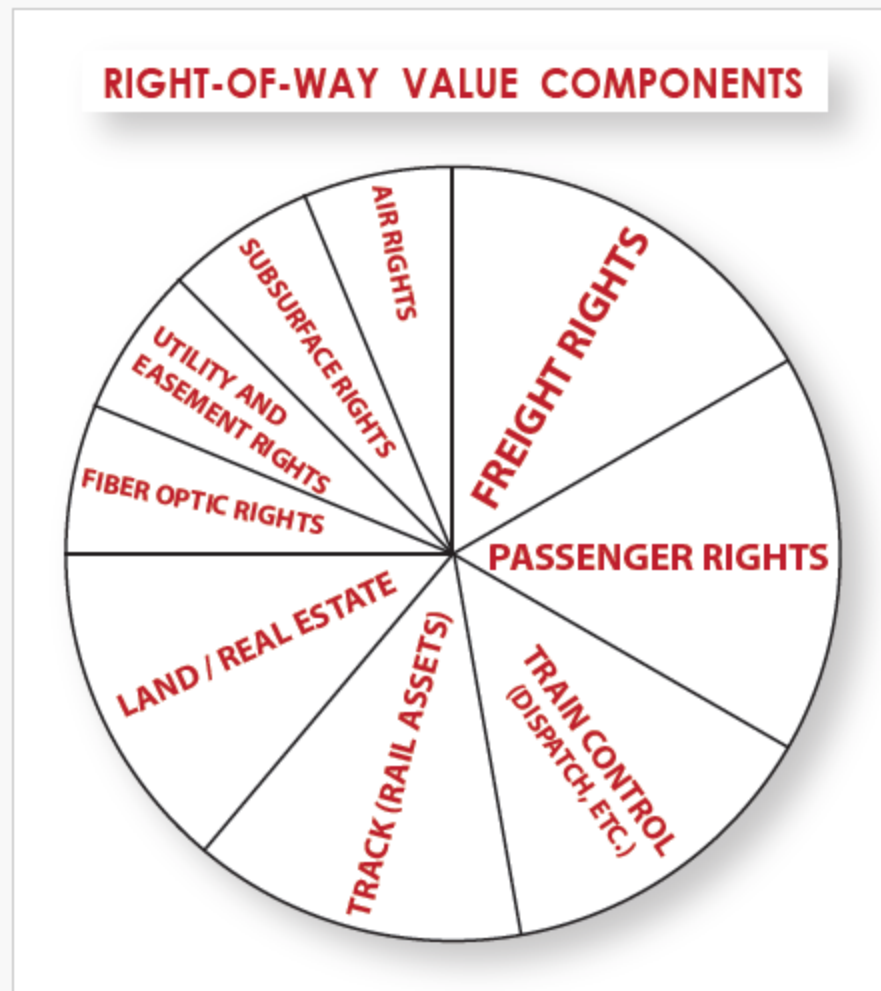 RIGHT-OF-WAY VALUE COMPONENTS
FREIGHT RIGHTS
PASSENGER RIGHTS
TRAIN CONTROL
(DISPATCH, ETC.)
TRACK (RAIL ASSETS)
LAND / REAL ESTATE
FIBER OPTIC RIGHTS
UTILITY AND
EASEMENT RIGHTS
SUBSURFACE RIGHTS
AIR RIGHTS